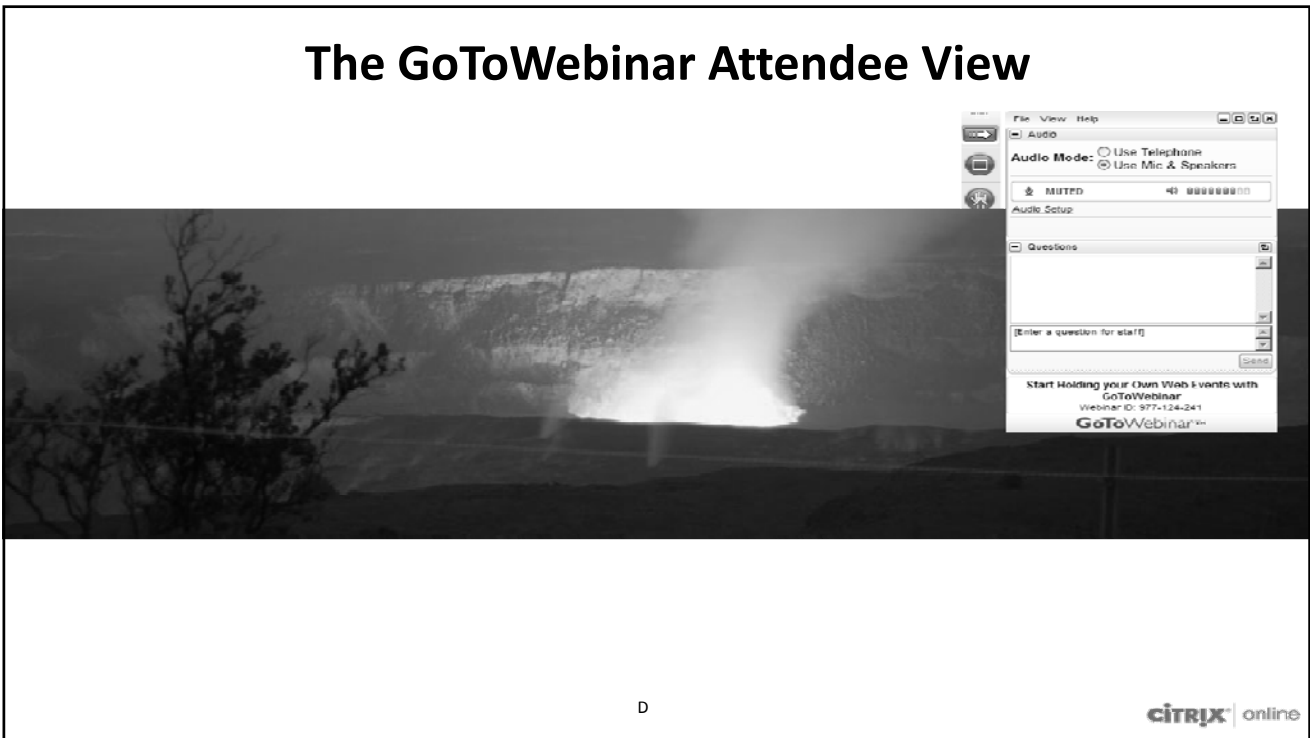 The GoToWebinar Attendee View
File View Help
Audio
Audio Mode:
Use Telephone
Use Mic & Speakers
MUTED
Audio Setup
Questions
[Enter a question for staff]
Send
Start Holding your Own Web Events with
GoToWebinar
Webinar ID: 977-124-241
GoToWebinar™
D
CITRIX online